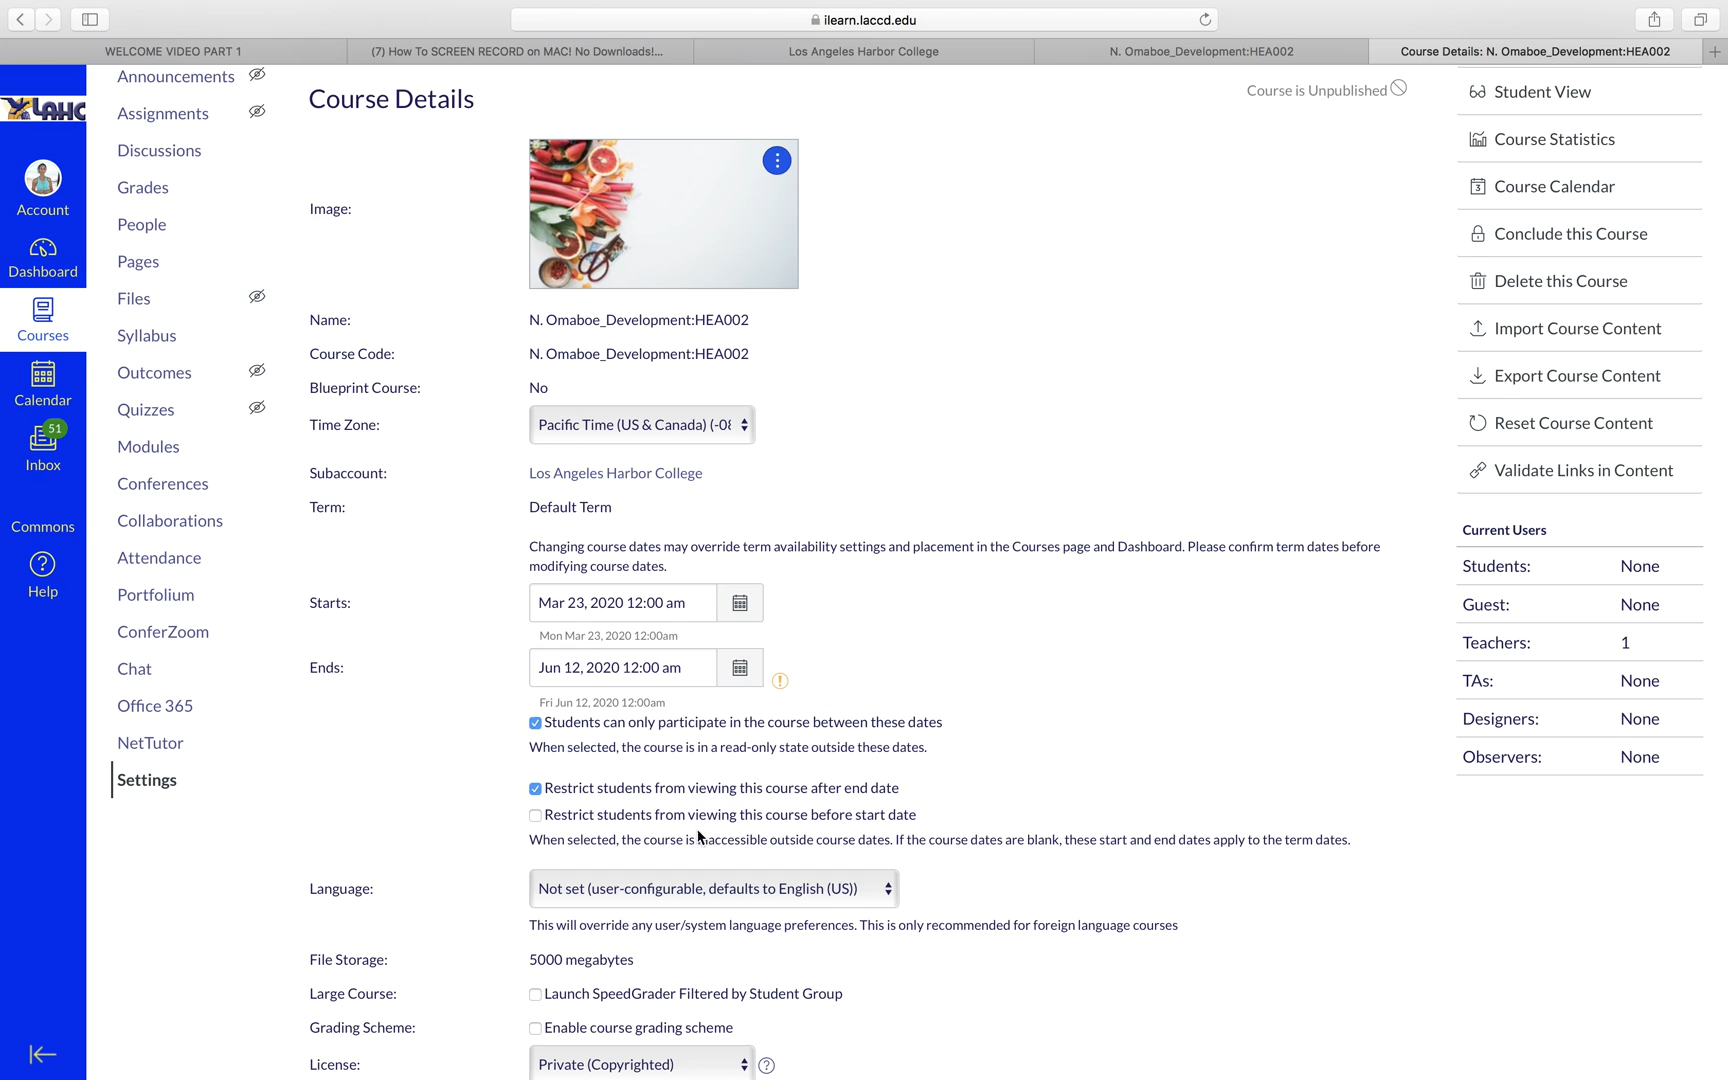 ilearn.laccd.edu
WELCOME VIDEO PART 1
(7) How To SCREEN RECORD on MAC! No Downloads!...
Los Angeles Harbor College
N. Omaboe_Development:HEA002
Course Details: N. Omaboe_Development:HEA002
LAHC
Account
Dashboard
Courses
Calendar
51
Inbox
Commons
Help
Announcements
Assignments
Discussions
Grades
People
Pages
Files
Syllabus
Outcomes
Quizzes
Modules
Conferences
Collaborations
Attendance
Portfolium
ConferZoom
Chat
Office 365
NetTutor
Settings
Course Details
Course is Unpublished
Image:
Name: N. Omaboe_Development:HEA002
Course Code: N. Omaboe_Development:HEA002
Blueprint Course: No
Time Zone: Pacific Time (US & Canada) (-08
Subaccount: Los Angeles Harbor College
Term: Default Term
Changing course dates may override term availability settings and placement in the Courses page and Dashboard. Please confirm term dates before
modifying course dates.
Starts: Mar 23, 2020 12:00 am
Mon Mar 23, 2020 12:00am
Ends: Jun 12, 2020 12:00 am
Fri Jun 12, 2020 12:00am
Students can only participate in the course between these dates
When selected, the course is in a read-only state outside these dates.
Restrict students from viewing this course after end date
Restrict students from viewing this course before start date
When selected, the course is inaccessible outside course dates. If the course dates are blank, these start and end dates apply to the term dates.
Language: Not set (user-configurable, defaults to English (US))
This will override any user/system language preferences. This is only recommended for foreign language courses
File Storage: 5000 megabytes
Large Course: Launch SpeedGrader Filtered by Student Group
Grading Scheme: Enable course grading scheme
License: Private (Copyrighted)
Student View
Course Statistics
3
Course Calendar
Conclude this Course
Delete this Course
Import Course Content
Export Course Content
Reset Course Content
Validate Links in Content
Current Users
Students: None
Guest: None
Teachers: 1
TAs: None
Designers: None
Observers: None